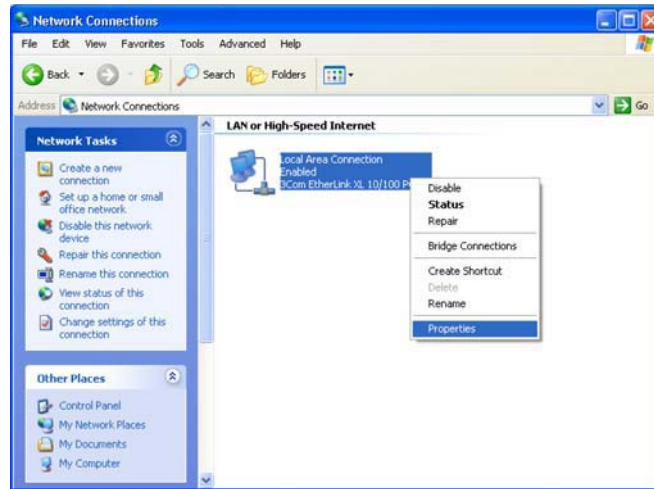 Network Connections
File Edit View Favorites Tools Advanced Help
Back Search Folders
Address Network Connections Go
Network Tasks
Create a new
connection
Set up a home or small
office network
Disable this network
device
Repair this connection
Rename this connection
View status of this
connection
Change settings of this
connection
Other Places
Control Panel
My Network Places
My Documents
My Computer
LAN or High-Speed Internet
Local Area Connection
Enabled
3Com EtherLink XL 10/100
Disable
Status
Repair
Bridge Connections
Create Shortcut
Delete
Rename
Properties